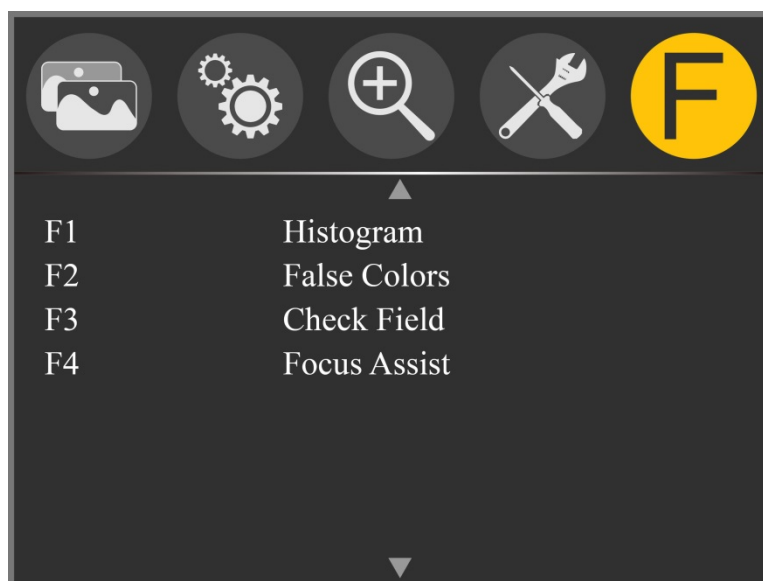 F
F1 Histogram
F2 False Colors
F3 Check Field
F4 Focus Assist